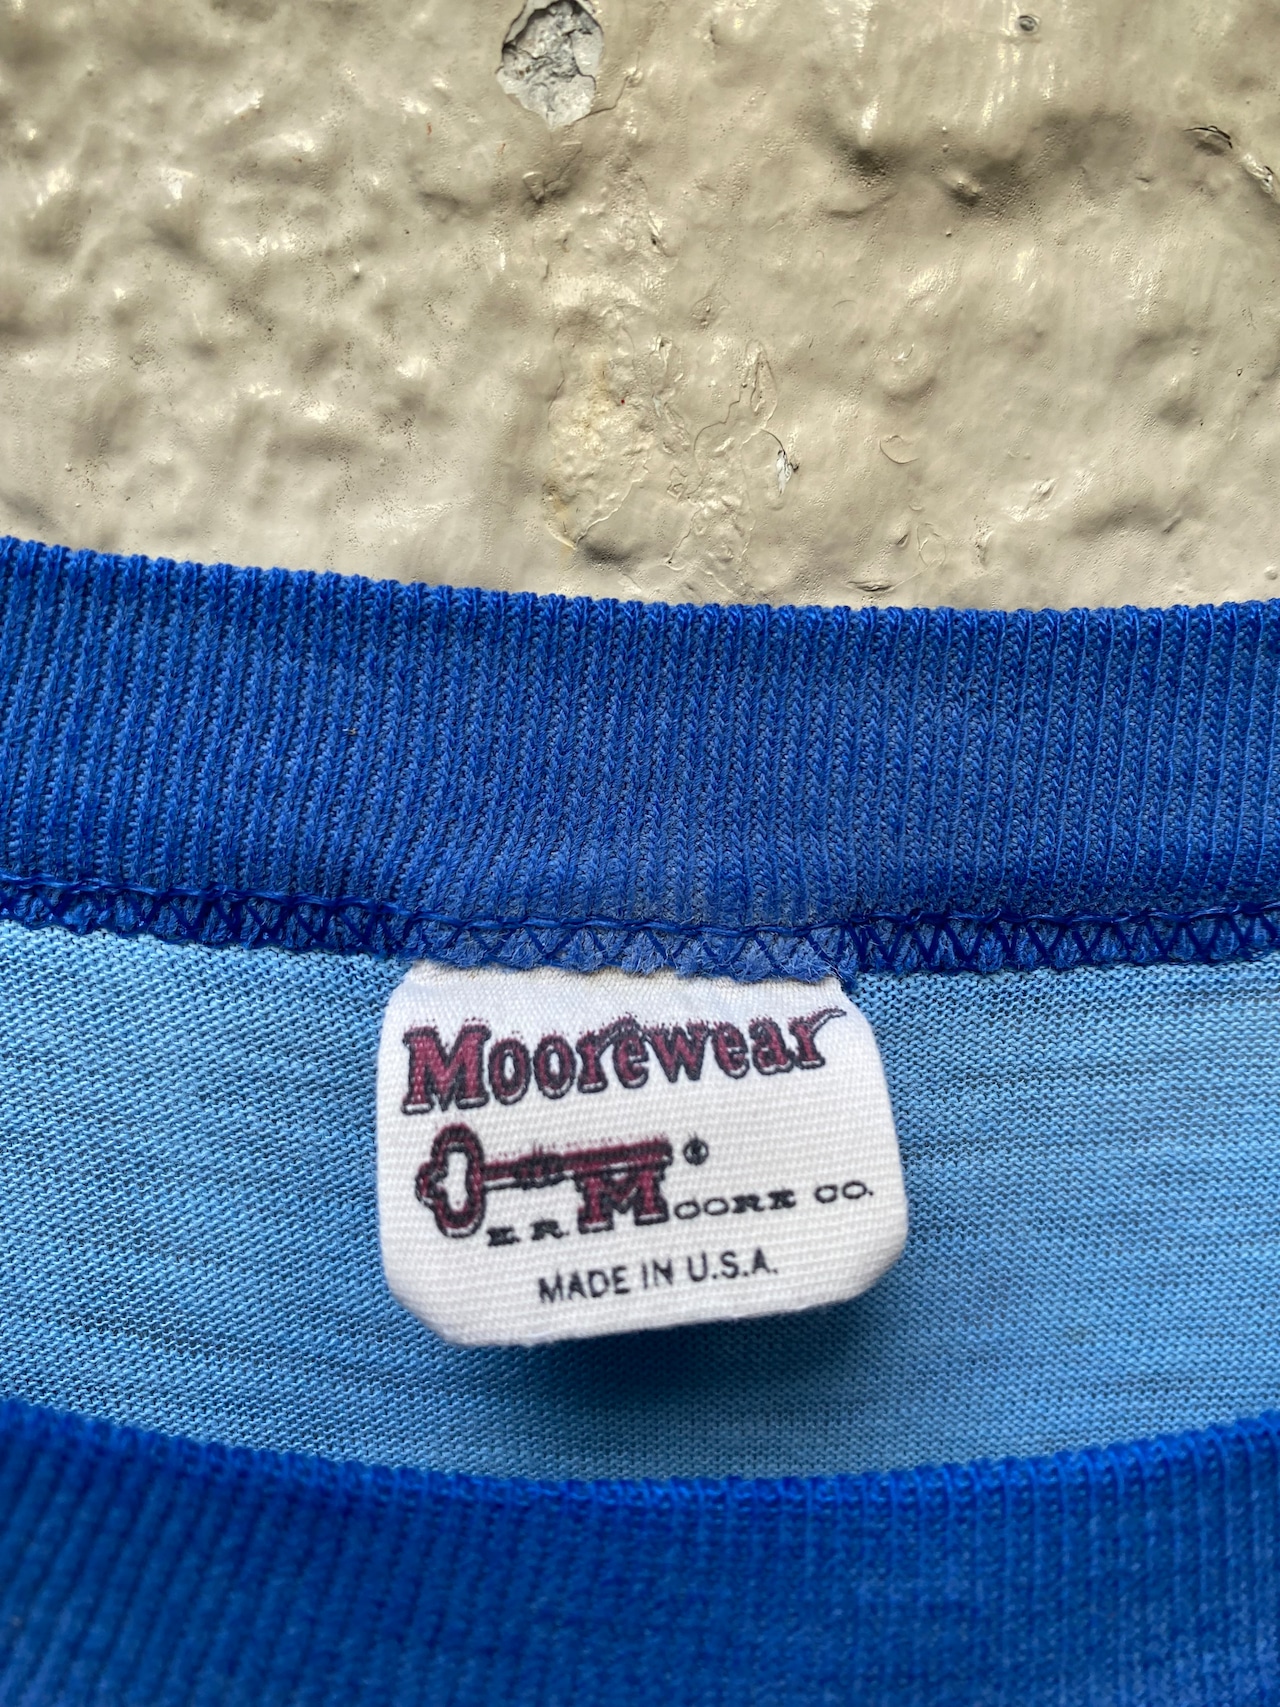 Moorewear
®
E. R. MOORE CO.
MADE IN U.S.A.